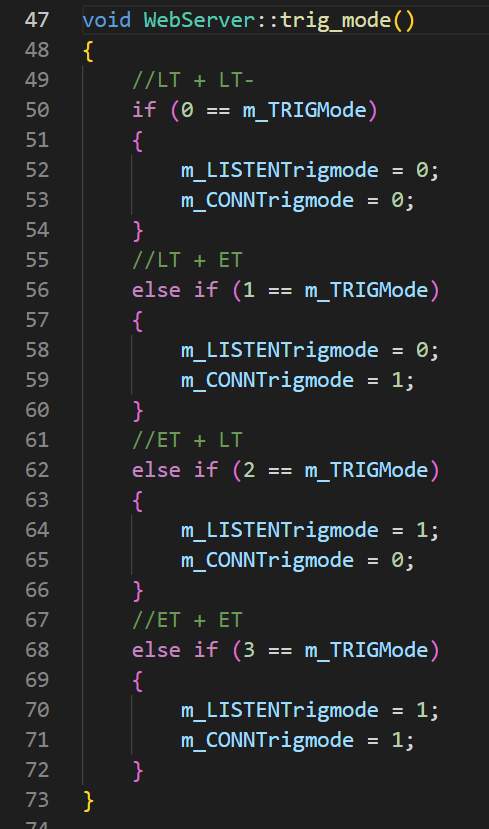 47 void WebServer::trig_mode()
48 {
49     //LT + LT-
50     if (0 == m_TRIGMode)
51     {
52         m_LISTENTrigmode = 0;
53         m_CONNTrigmode = 0;
54     }
55     //LT + ET
56     else if (1 == m_TRIGMode)
57     {
58         m_LISTENTrigmode = 0;
59         m_CONNTrigmode = 1;
60     }
61     //ET + LT
62     else if (2 == m_TRIGMode)
63     {
64         m_LISTENTrigmode = 1;
65         m_CONNTrigmode = 0;
66     }
67     //ET + ET
68     else if (3 == m_TRIGMode)
69     {
70         m_LISTENTrigmode = 1;
71         m_CONNTrigmode = 1;
72     }
73 }
74